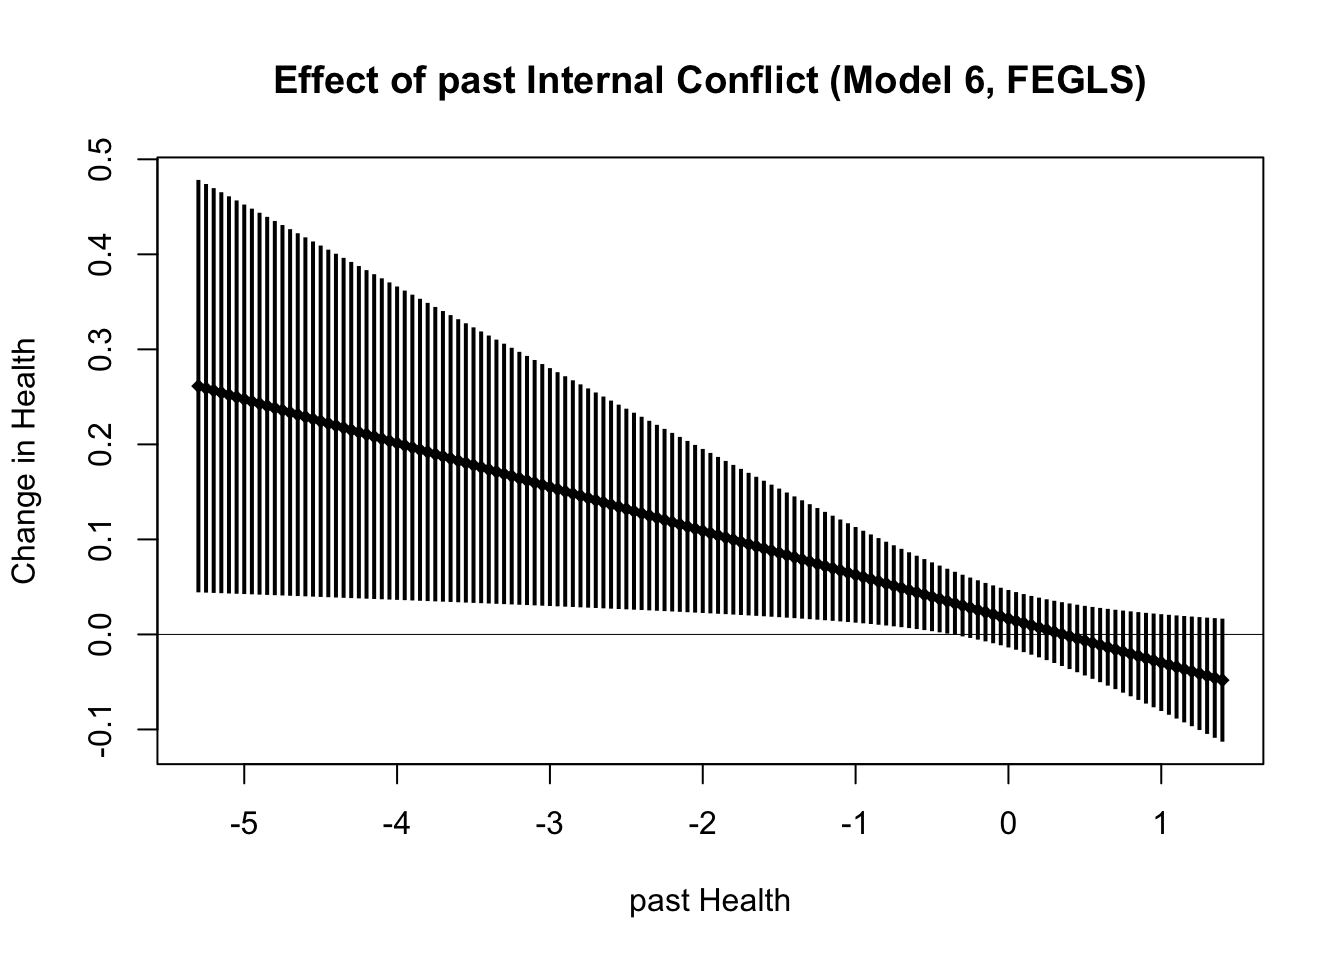 Effect of past Internal Conflict (Model 6, FEGLS)
Change in Health
0.5
0.4
0.3
0.2
0.1
0.0
-0.1
-5 -4 -3 -2 -1 0 1
past Health